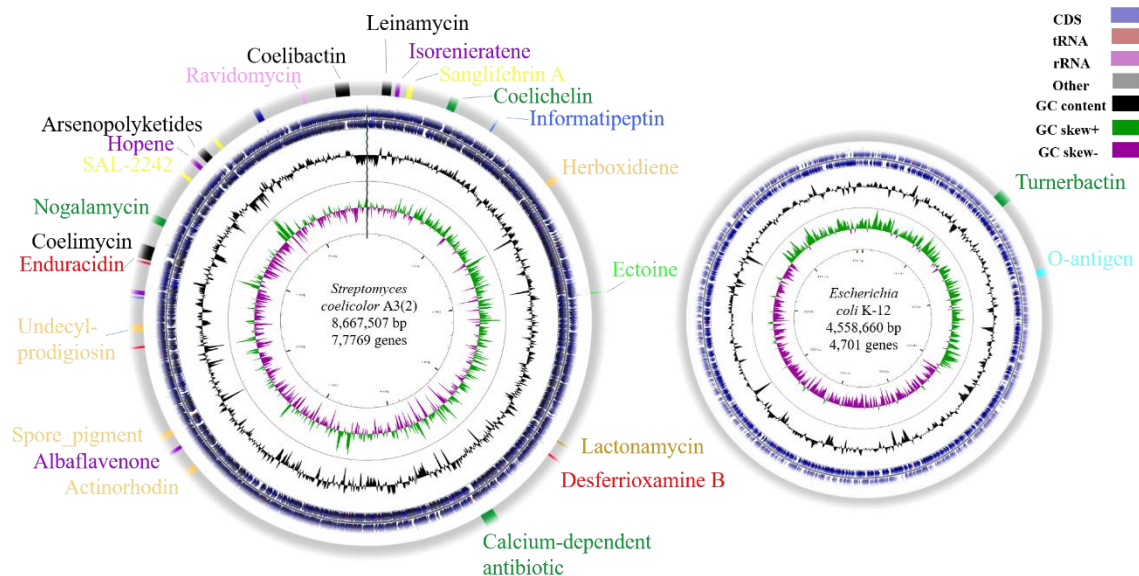 Leinamycin
Isorenieratene
Coelibactin
Sanglifehrin A
Ravidomycin
Coelichelin
Informatipeptin
Arsenopolyketides
Hopene
SAL-2242
Herboxidiene
Nogalamycin
Coelimycin
Enduracidin
Ectoine
Undecyl-
prodigiosin
Spore_pigment
Albaflavenone
Actinorhodin
Lactonamycin
Desferrioxamine B
Calcium-dependent
antibiotic
Streptomyces
coelicolor A3(2)
8,667,507 bp
7,7769 genes
Turnerbactin
O-antigen
Escherichia
coli K-12
4,558,660 bp
4,701 genes
CDS
tRNA
rRNA
Other
GC content
GC skew+
GC skew-